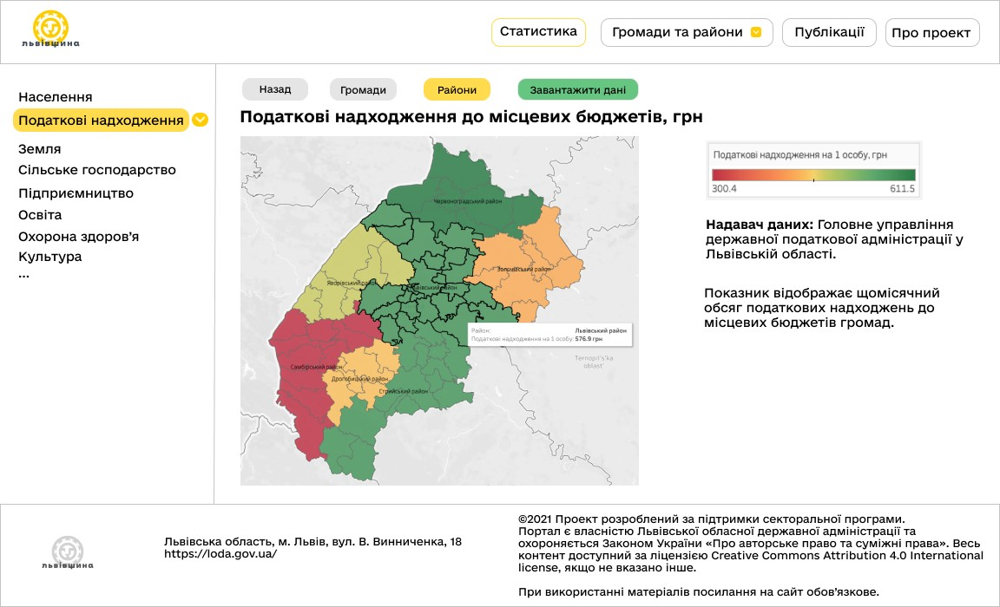 львівщина
Статистика
Громади та райони
Публікації
Про проект
Населення
Податкові надходження
Земля
Сільське господарство
Підприємництво
Освіта
Охорона здоров’я
Культура
...
Назад
Громади
Райони
Завантажити дані
Податкові надходження до місцевих бюджетів, грн
Червоноградський район
Золочівський район
Яворівський район
Львівський район
Самбірський район
Дрогобицький район
Стрийський район
Район: Львівський район
Податкові надходження на 1 особу: 576.9 грн
Ternopil's'ka
oblast'
Податкові надходження на 1 особу, грн
300.4 611.5
Надавач даних: Головне управління
державної податкової адміністрації у
Львівській області.
Показник відображає щомісячний
обсяг податкових надходжень до
місцевих бюджетів громад.
львівщина
Львівська область, м. Львів, вул. В. Винниченка, 18
https://loda.gov.ua/
©2021 Проект розроблений за підтримки секторальної програми.
Портал є власністю Львівської обласної державної адміністрації та
охороняється Законом України «Про авторське право та суміжні права». Весь
контент доступний за ліцензією Creative Commons Attribution 4.0 International
license, якщо не вказано інше.
При використанні матеріалів посилання на сайт обов’язкове.